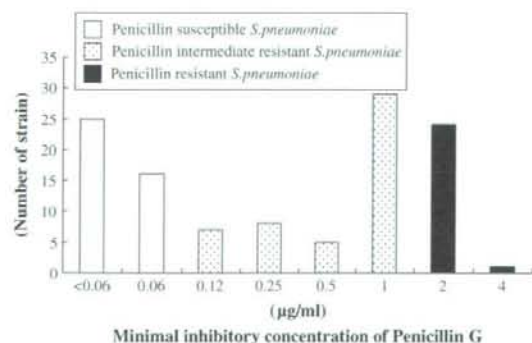 Penicillin susceptible S.pneumoniae
Penicillin intermediate resistant S.pneumoniae
Penicillin resistant S.pneumoniae
(Number of strain)
35
30
25
20
15
10
5
0
<0.06 0.06 0.12 0.25 0.5 1 2 4
(µg/ml)
Minimal inhibitory concentration of Penicillin G